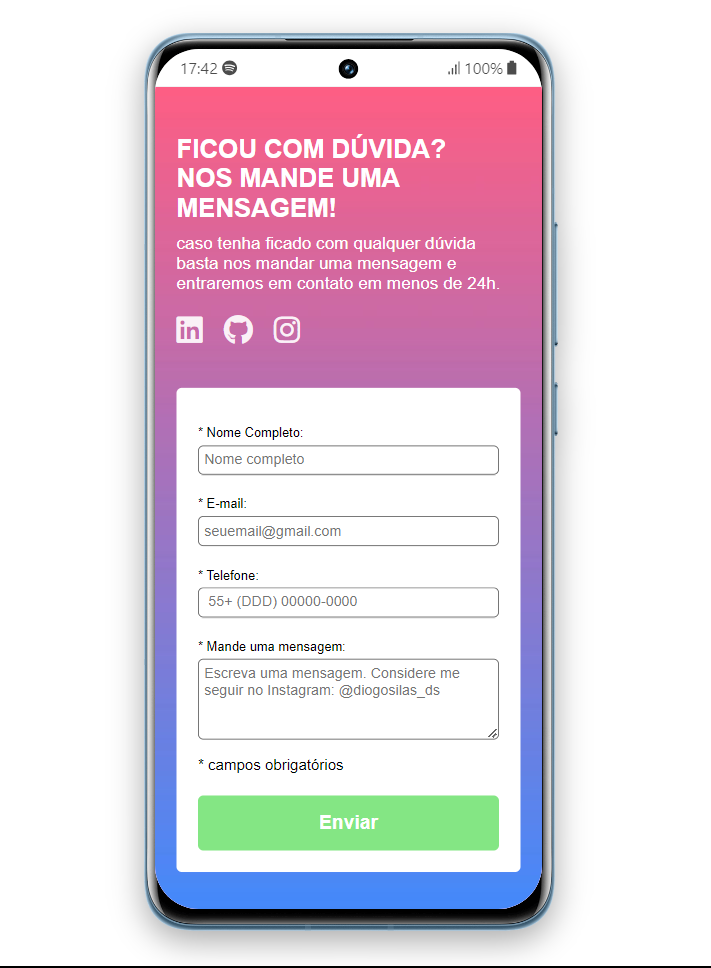 17:42
100%
FICOU COM DÚVIDA?
NOS MANDE UMA
MENSAGEM!
caso tenha ficado com qualquer dúvida
basta nos mandar uma mensagem e
entraremos em contato em menos de 24h.
in
* Nome Completo:
Nome completo
* E-mail:
seuemail@gmail.com
* Telefone:
55+ (DDD) 00000-0000
* Mande uma mensagem:
Escreva uma mensagem. Considere me
seguir no Instagram: @diogosilas_ds
* campos obrigatórios
Enviar